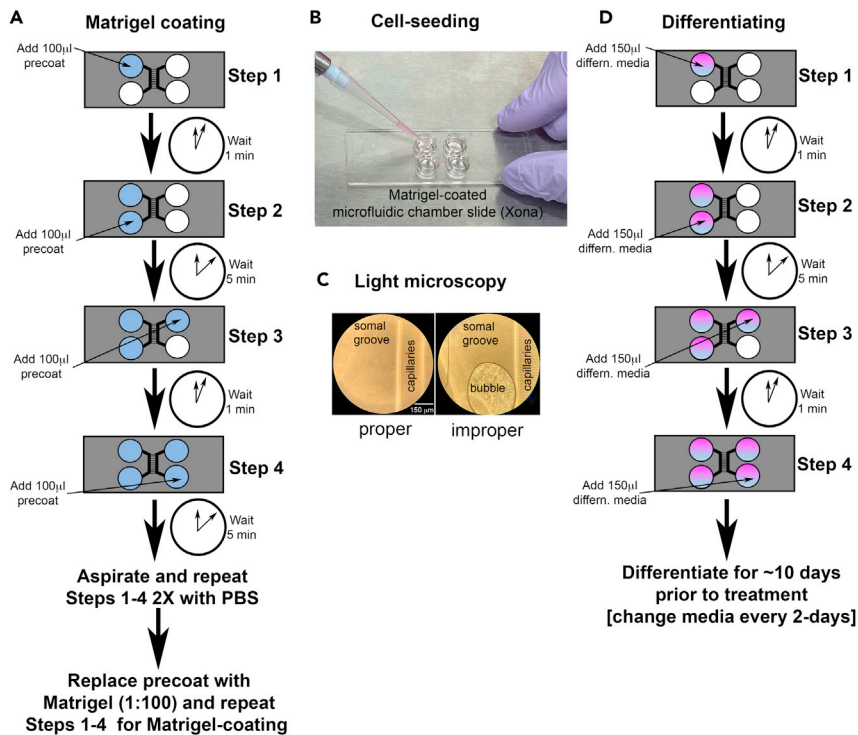 A
Matrigel coating
Add 100μl
precoat
Step 1
Wait
1 min
Step 2
Add 100μl
precoat
Wait
5 min
Step 3
Add 100μl
precoat
Wait
1 min
Step 4
Add 100μl
precoat
Wait
5 min
Aspirate and repeat
Steps 1-4 2X with PBS
Replace precoat with
Matrigel (1:100) and repeat
Steps 1-4 for Matrigel-coating
B
Cell-seeding
Matrigel-coated
microfluidic chamber slide (Xona)
C
Light microscopy
somal
groove
capillaries
150 μm
proper
somal
groove
bubble
capillaries
improper
D
Differentiating
Add 150μl
differn. media
Step 1
Wait
1 min
Step 2
Add 150μl
differn. media
Wait
5 min
Step 3
Add 150μl
differn. media
Wait
1 min
Step 4
Add 150μl
differn. media
Differentiate for ~10 days
prior to treatment
[change media every 2-days]